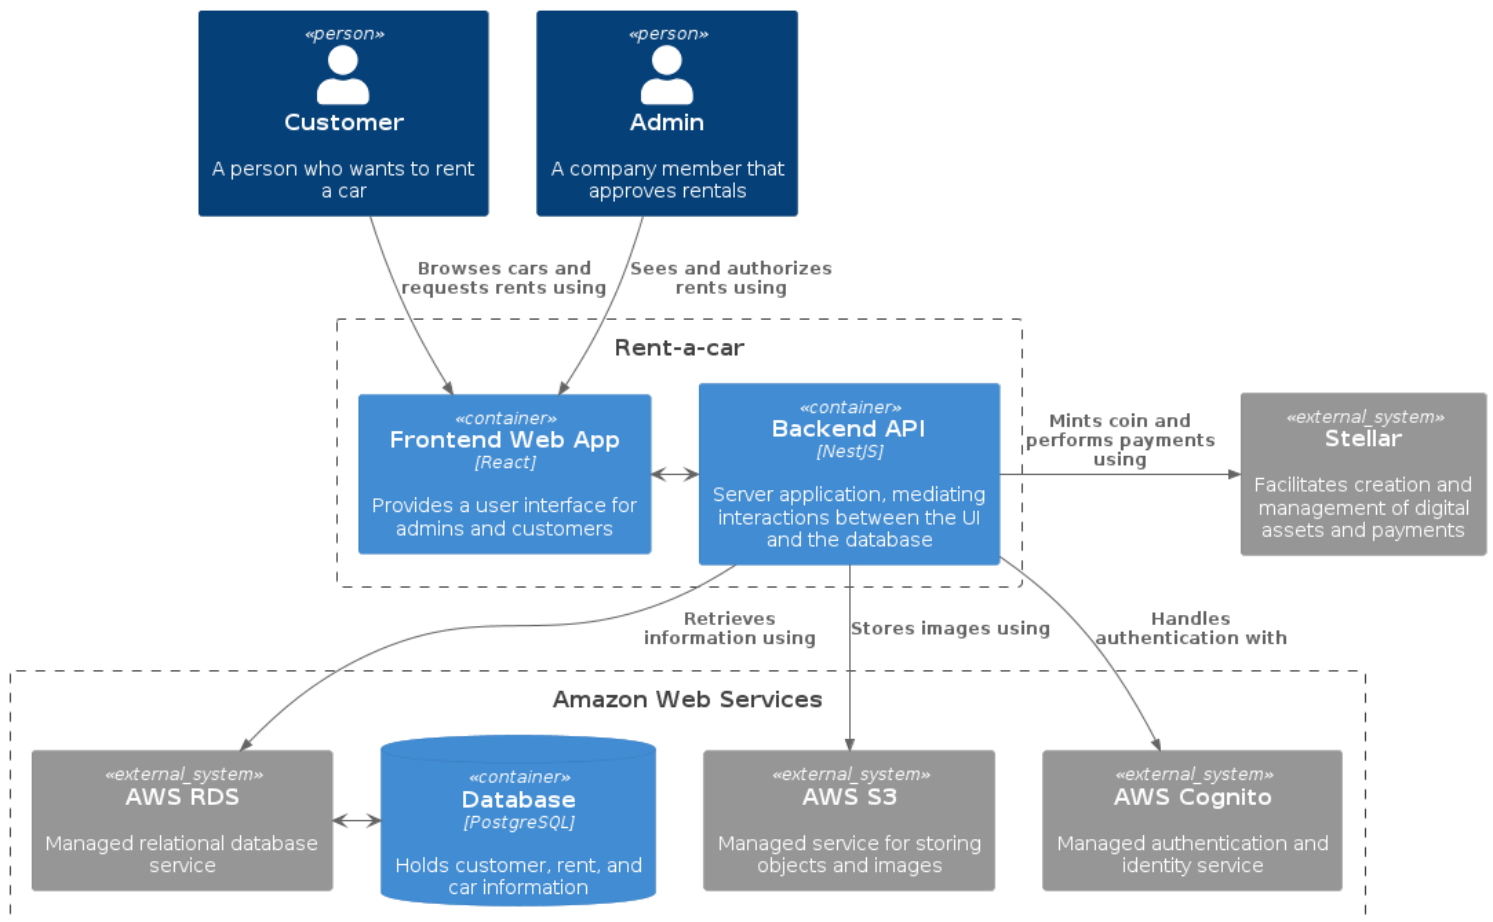 «person»
Customer
A person who wants to rent
a car
«person»
Admin
A company member that
approves rentals
Browses cars and
requests rents using
Sees and authorizes
rents using
Rent-a-car
«container»
Frontend Web App
[React]
Provides a user interface for
admins and customers
«container»
Backend API
[NestJS]
Server application, mediating
interactions between the UI
and the database
Mints coin and
performs payments
using
«external_system»
Stellar
Facilitates creation and
management of digital
assets and payments
Retrieves
information using
Stores images using
Handles
authentication with
Amazon Web Services
«external_system»
AWS RDS
Managed relational database
service
«container»
Database
[PostgreSQL]
Holds customer, rent, and
car information
«external_system»
AWS S3
Managed service for storing
objects and images
«external_system»
AWS Cognito
Managed authentication and
identity service